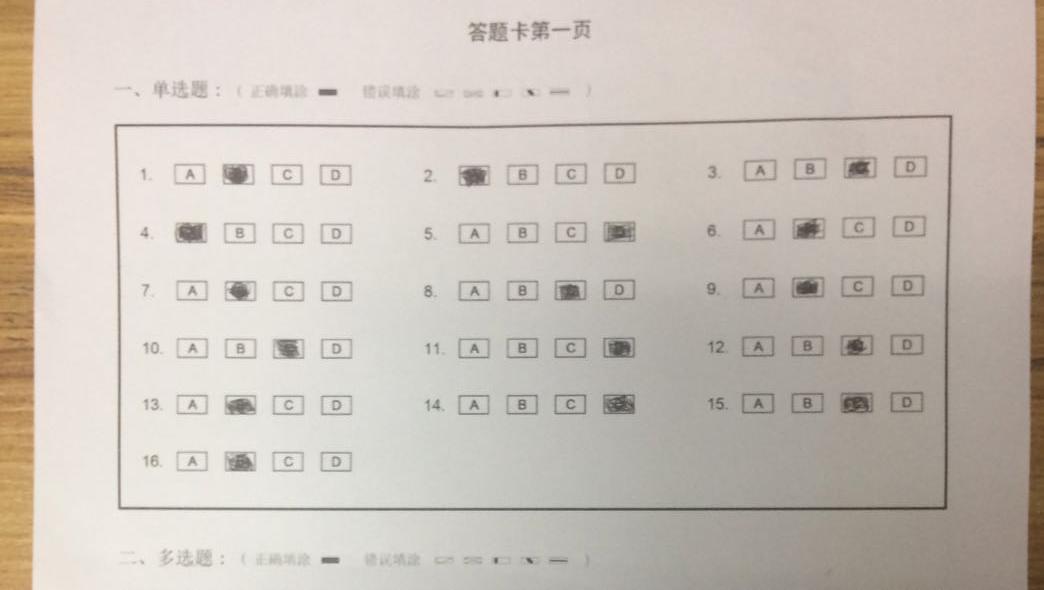 答题卡第一页
一、单选题：（ 正确填涂 错误填涂 ）
1. A C D 2. B C D 3. A B D
4. B C D 5. A B C 6. A C D
7. A C D 8. A B D 9. A C D
10. A B D 11. A B C 12. A B D
13. A C D 14. A B C 15. A B D
16. A C D
二、多选题：（ 正确填涂 错误填涂 ）